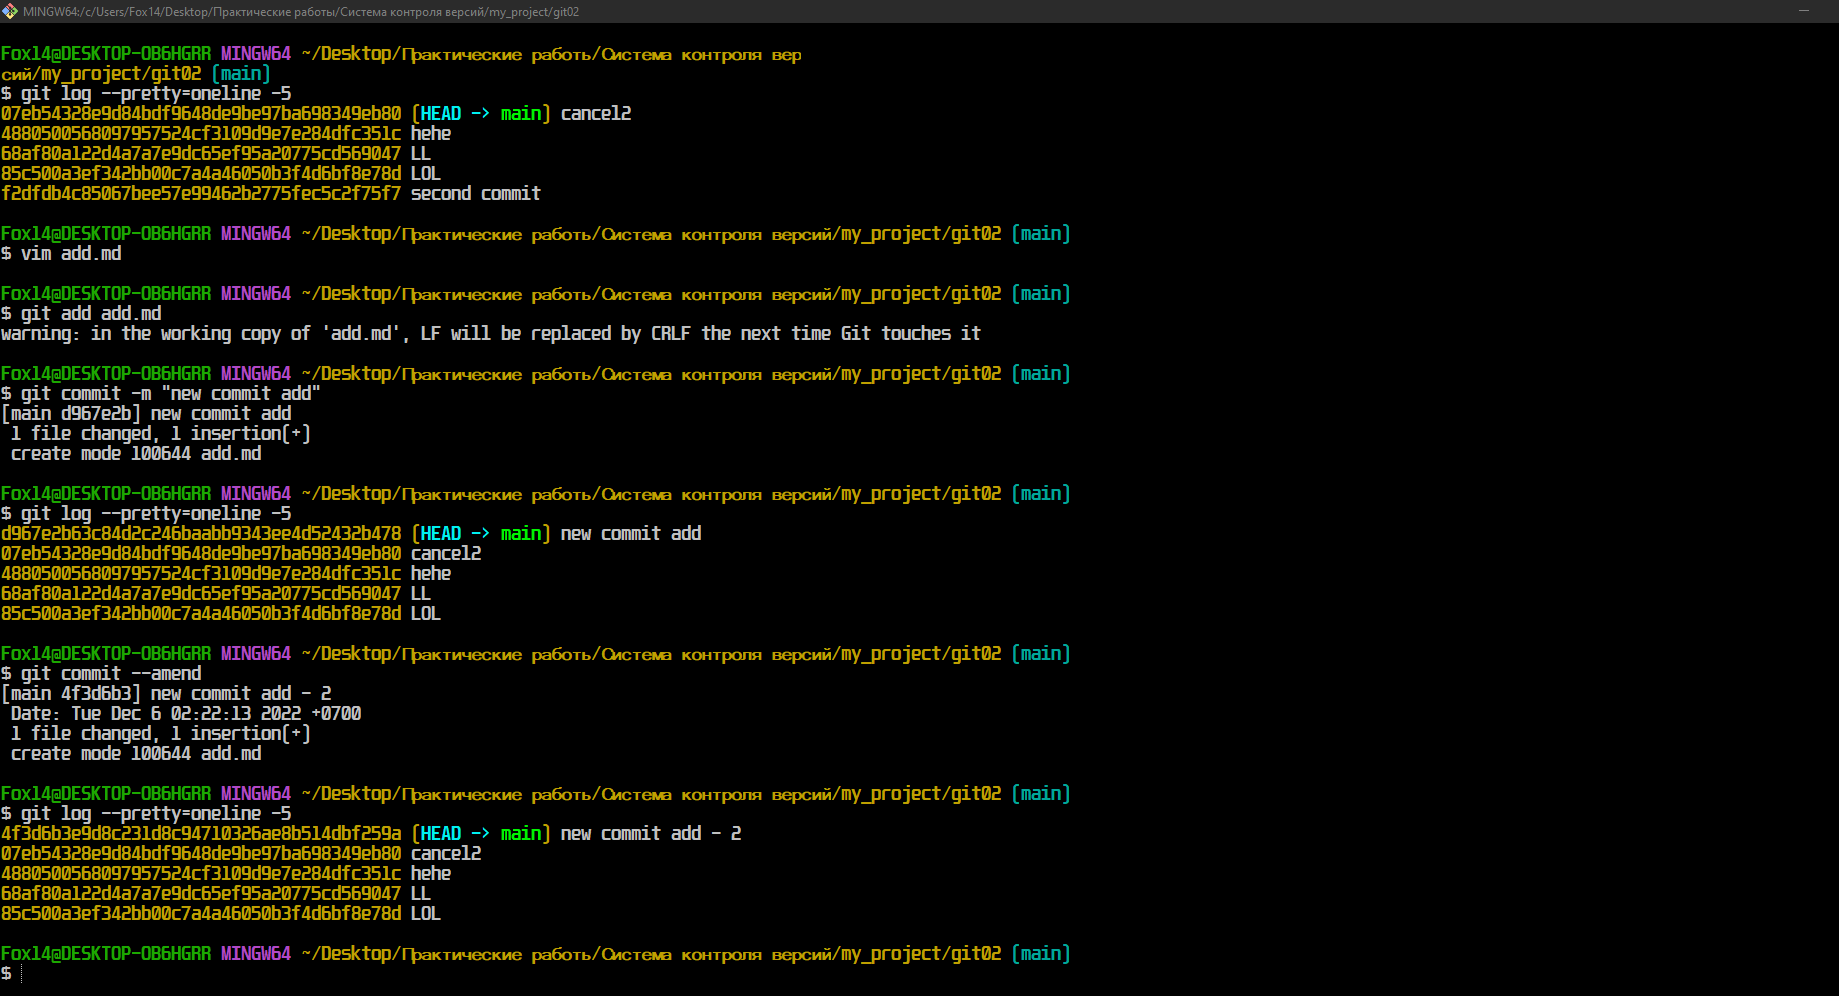 MINGW64:/c/Users/Fox14/Desktop/Практические работы/Система контроля версий/my_project/git02
Fox14@DESKTOP-OB6HGRR MINGW64 ~/Desktop/Практические работы/Система контроля вер
сий/my_project/git02 (main)
$ git log --pretty=oneline -5
07eb54328e9d84bdf9648de9be97ba698349eb80 (HEAD -> main) cancel2
4880500568097957524cf3109d9e7e284dfc351c hehe
68af80a122d4a7a7e9dc65ef95a20775cd569047 LL
85c500a3ef342bb00c7a4a46050b3f4d6bf8e78d LOL
f2dfdb4c85067bee57e99462b2775fec5c2f75f7 second commit
Fox14@DESKTOP-OB6HGRR MINGW64 ~/Desktop/Практические работы/Система контроля версий/my_project/git02 (main)
$ vim add.md
Fox14@DESKTOP-OB6HGRR MINGW64 ~/Desktop/Практические работы/Система контроля версий/my_project/git02 (main)
$ git add add.md
warning: in the working copy of 'add.md', LF will be replaced by CRLF the next time Git touches it
Fox14@DESKTOP-OB6HGRR MINGW64 ~/Desktop/Практические работы/Система контроля версий/my_project/git02 (main)
$ git commit -m "new commit add"
[main d967e2b] new commit add
1 file changed, 1 insertion(+)
create mode 100644 add.md
Fox14@DESKTOP-OB6HGRR MINGW64 ~/Desktop/Практические работы/Система контроля версий/my_project/git02 (main)
$ git log --pretty=oneline -5
d967e2b63c84d2c246baabb9343ee4d52432b478 (HEAD -> main) new commit add
07eb54328e9d84bdf9648de9be97ba698349eb80 cancel2
4880500568097957524cf3109d9e7e284dfc351c hehe
68af80a122d4a7a7e9dc65ef95a20775cd569047 LL
85c500a3ef342bb00c7a4a46050b3f4d6bf8e78d LOL
Fox14@DESKTOP-OB6HGRR MINGW64 ~/Desktop/Практические работы/Система контроля версий/my_project/git02 (main)
$ git commit --amend
[main 4f3d6b3] new commit add - 2
Date: Tue Dec 6 02:22:13 2022 +0700
1 file changed, 1 insertion(+)
create mode 100644 add.md
Fox14@DESKTOP-OB6HGRR MINGW64 ~/Desktop/Практические работы/Система контроля версий/my_project/git02 (main)
$ git log --pretty=oneline -5
4f3d6b3e9d8c231d8c94710326ae8b514dbf259a (HEAD -> main) new commit add - 2
07eb54328e9d84bdf9648de9be97ba698349eb80 cancel2
4880500568097957524cf3109d9e7e284dfc351c hehe
68af80a122d4a7a7e9dc65ef95a20775cd569047 LL
85c500a3ef342bb00c7a4a46050b3f4d6bf8e78d LOL
Fox14@DESKTOP-OB6HGRR MINGW64 ~/Desktop/Практические работы/Система контроля версий/my_project/git02 (main)
$